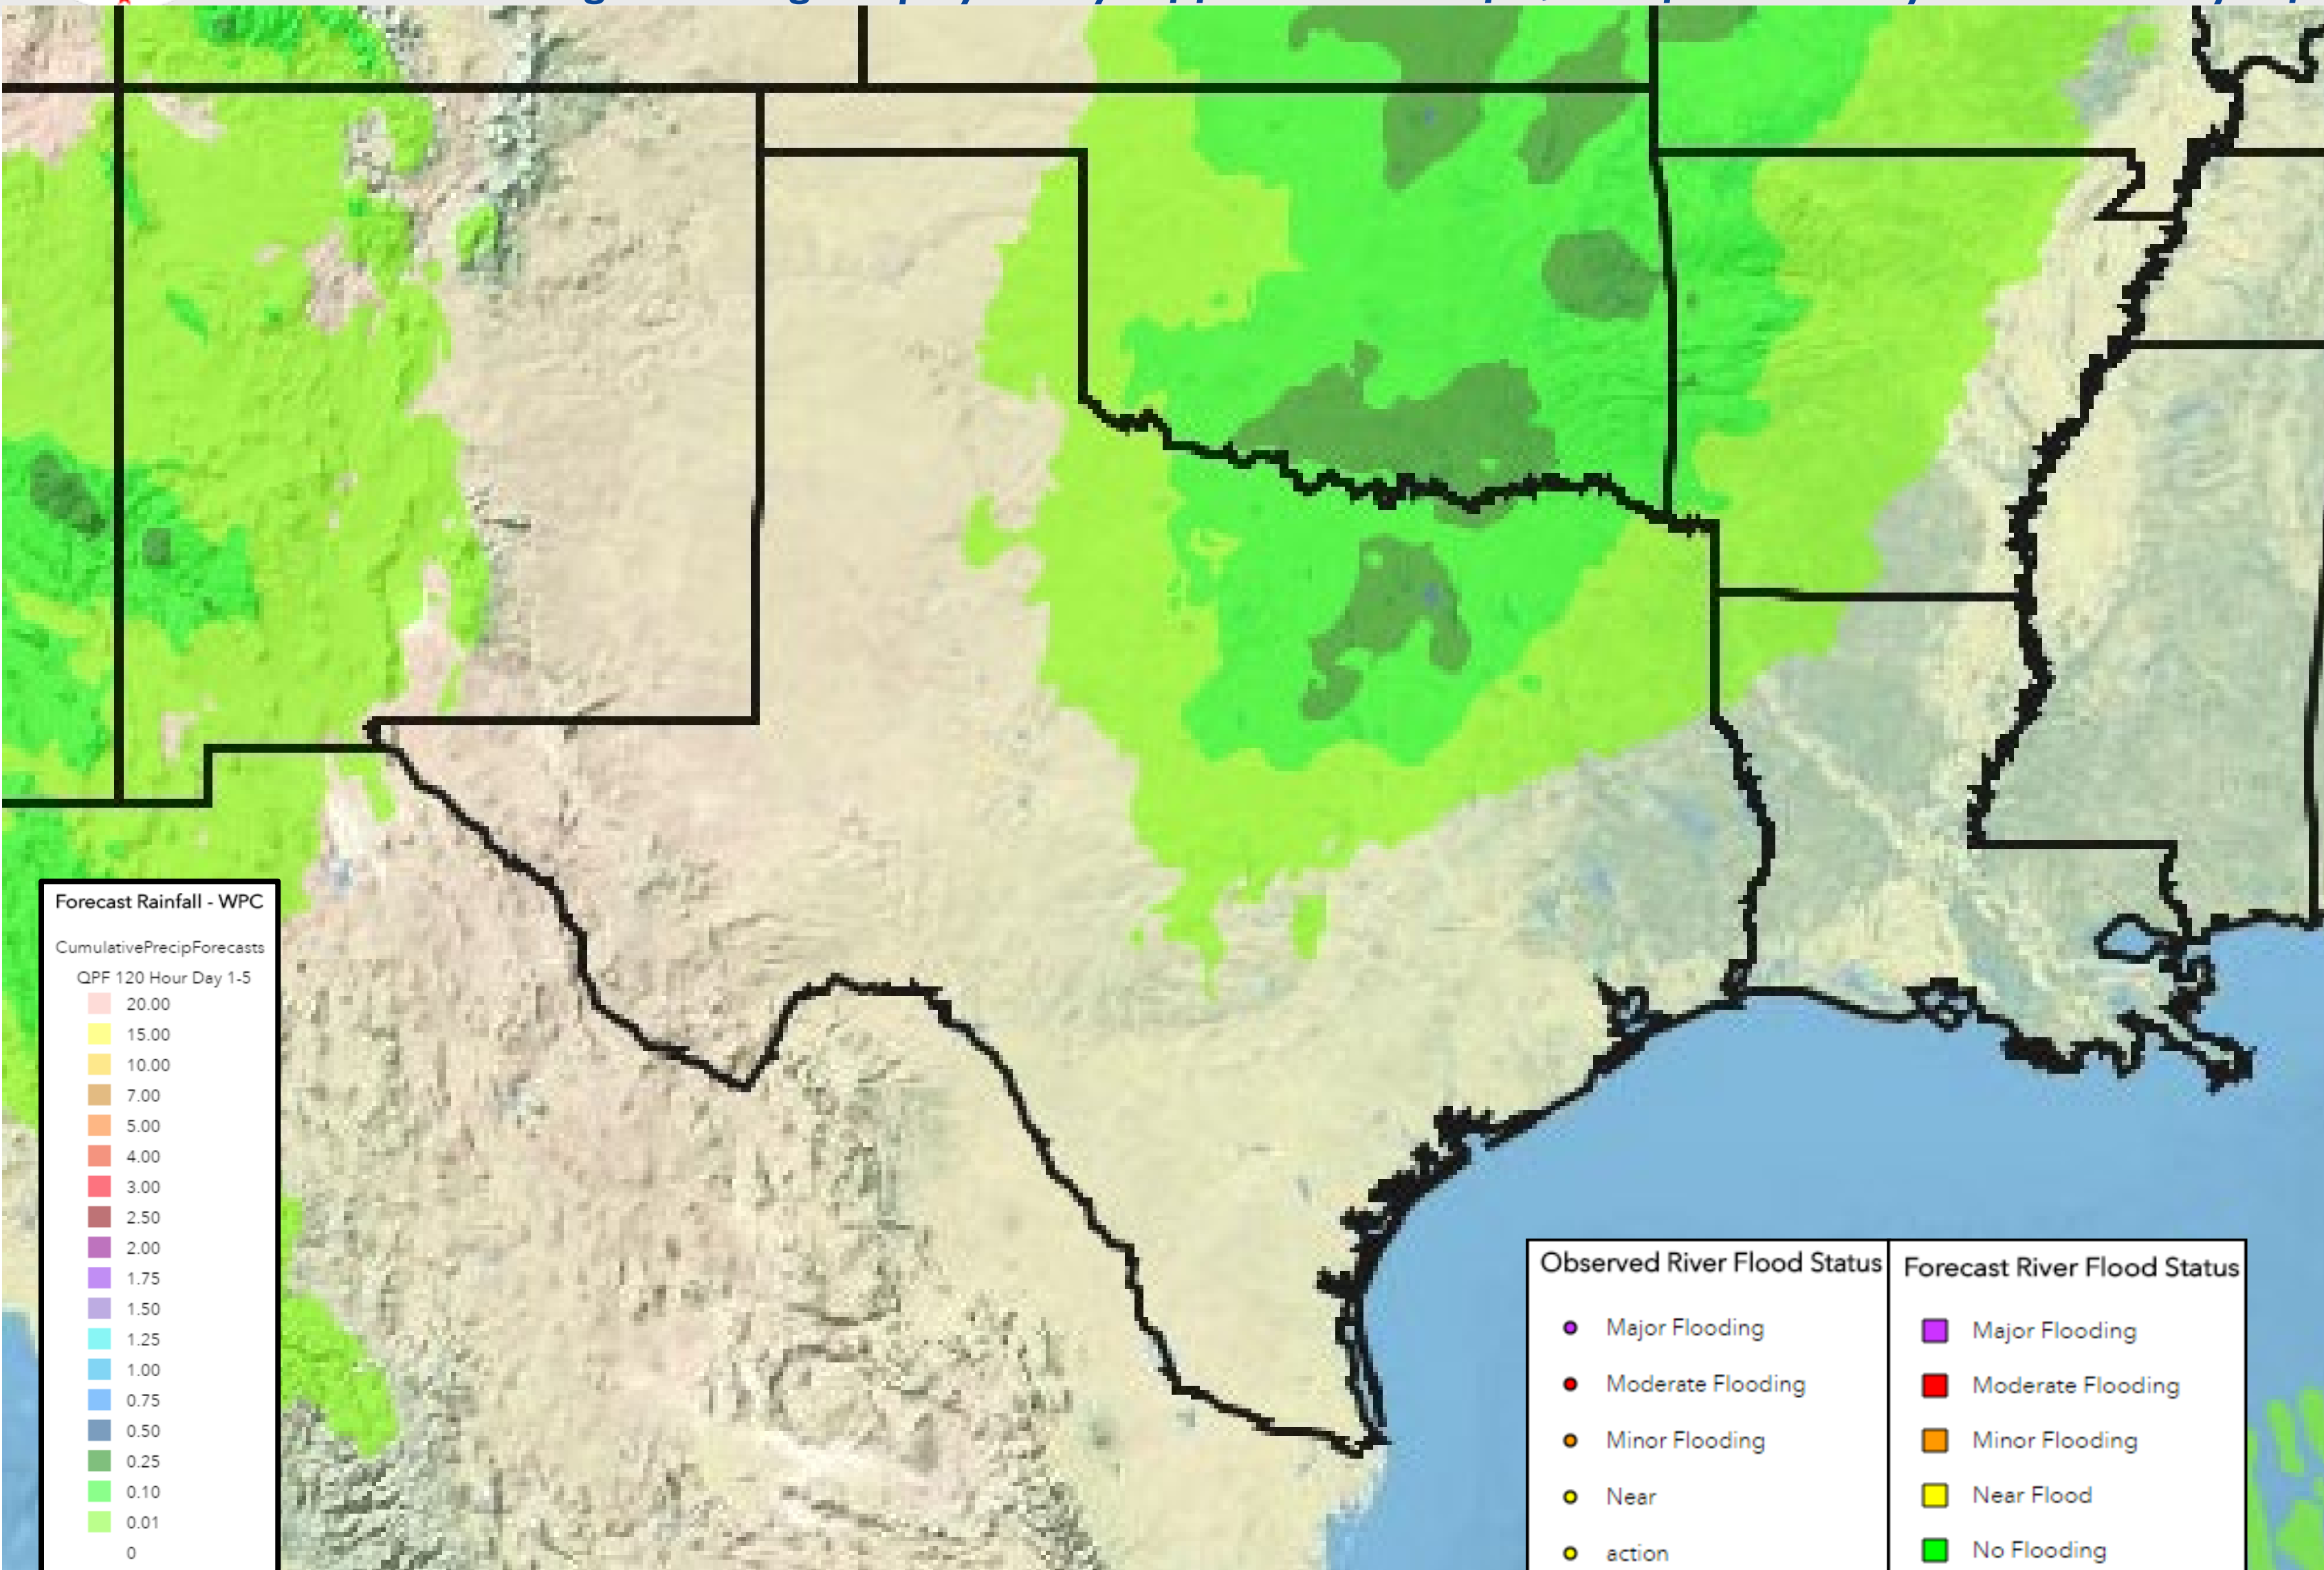 Forecast Rainfall - WPC
CumulativePrecipForecasts
QPF 120 Hour Day 1-5
20.00
15.00
10.00
7.00
5.00
4.00
3.00
2.50
2.00
1.75
1.50
1.25
1.00
0.75
0.50
0.25
0.10
0.01
0
Observed River Flood Status
Major Flooding
Moderate Flooding
Minor Flooding
Near
action
Forecast River Flood Status
Major Flooding
Moderate Flooding
Minor Flooding
Near Flood
No Flooding